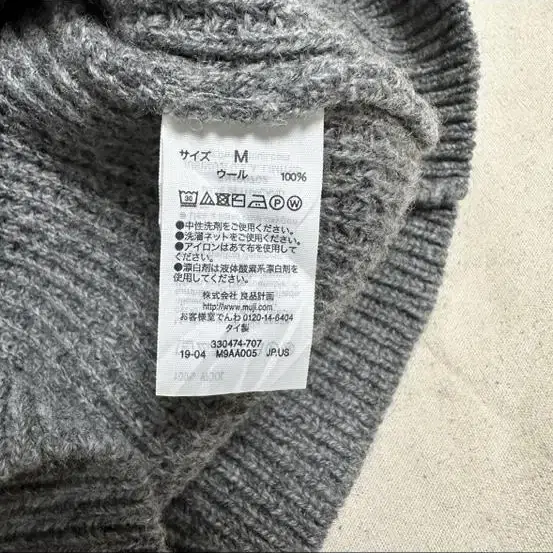 サイズ M
ウール 100%
30 P W
●中性洗剤をご使用ください。
●洗濯ネットをご使用ください。
●アイロンはあて布を使用して
ください。
●漂白剤は液体酸素系漂白剤を
使用してください。
株式会社 良品計画
http://www.muji.com/
お客様室でんわ 0120-14-6404
タイ製
330474-707
19-04 M9AA005 JP.US